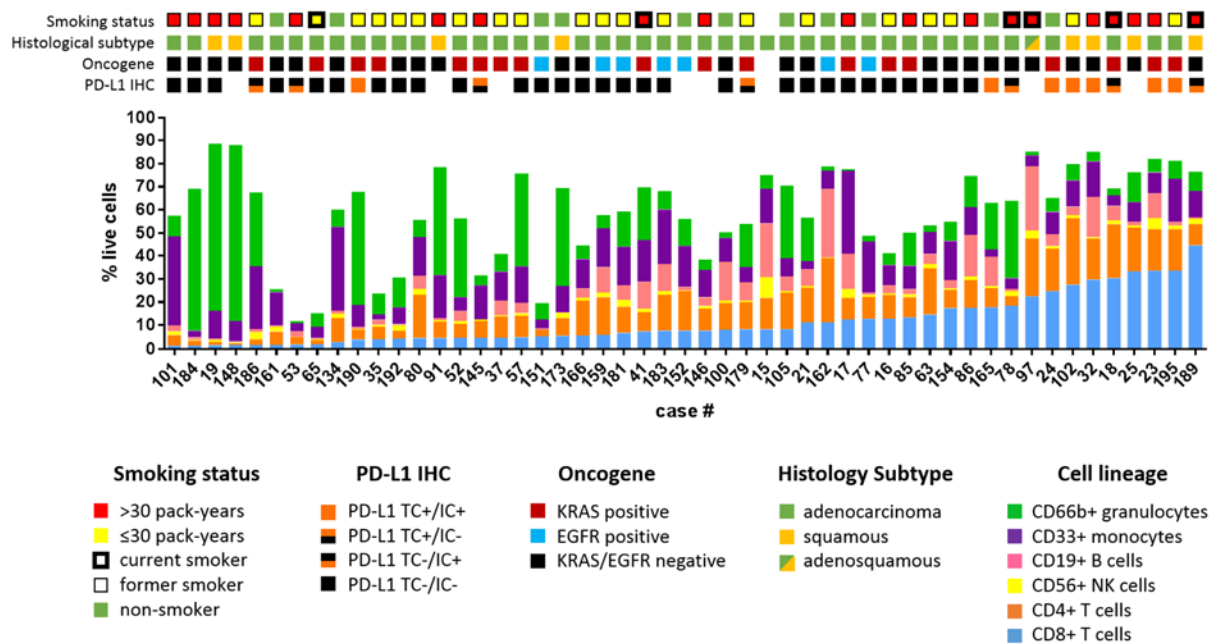 Smoking status
Histological subtype
Oncogene
PD-L1 IHC
% live cells
100
90
80
70
60
50
40
30
20
10
0
101 184 19 148 186 161 53 65 134 190 35 192 80 91 52 145 37 57 151 173 166 159 181 41 183 152 146 100 179 15 105 21 162 17 77 16 85 63 154 86 165 78 97 24 102 32 18 25 23 195 189
case #
Smoking status
>30 pack-years
≤30 pack-years
current smoker
former smoker
non-smoker
PD-L1 IHC
PD-L1 TC+/IC+
PD-L1 TC+/IC-
PD-L1 TC-/IC+
PD-L1 TC-/IC-
Oncogene
KRAS positive
EGFR positive
KRAS/EGFR negative
Histology Subtype
adenocarcinoma
squamous
adenosquamous
Cell lineage
CD66b+ granulocytes
CD33+ monocytes
CD19+ B cells
CD56+ NK cells
CD4+ T cells
CD8+ T cells